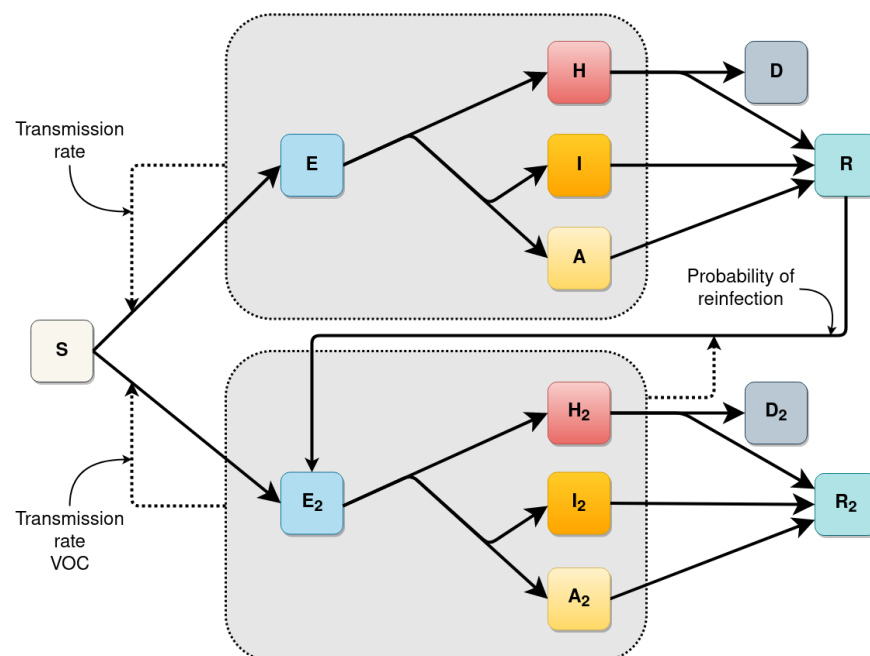 H
D
Transmission
rate
E
I
R
A
Probability of
reinfection
S
H₂
D₂
E₂
I₂
R₂
Transmission
rate
VOC
A₂